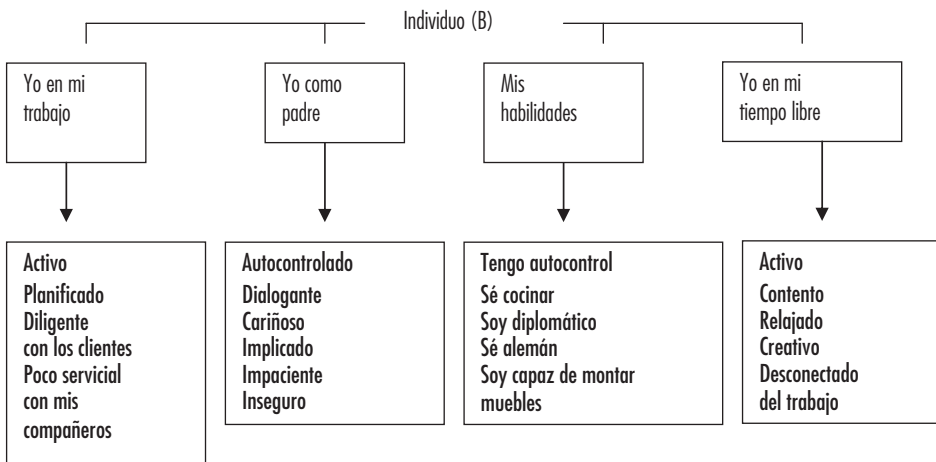 Individuo (B)
Yo en mi
trabajo
Yo como
padre
Mis
habilidades
Yo en mi
tiempo libre
Activo
Planificado
Diligente
con los clientes
Poco servicial
con mis
compañeros
Autocontrolado
Dialogante
Cariñoso
Implicado
Impaciente
Inseguro
Tengo autocontrol
Sé cocinar
Soy diplomático
Sé alemán
Soy capaz de montar
muebles
Activo
Contento
Relajado
Creativo
Desconectado
del trabajo